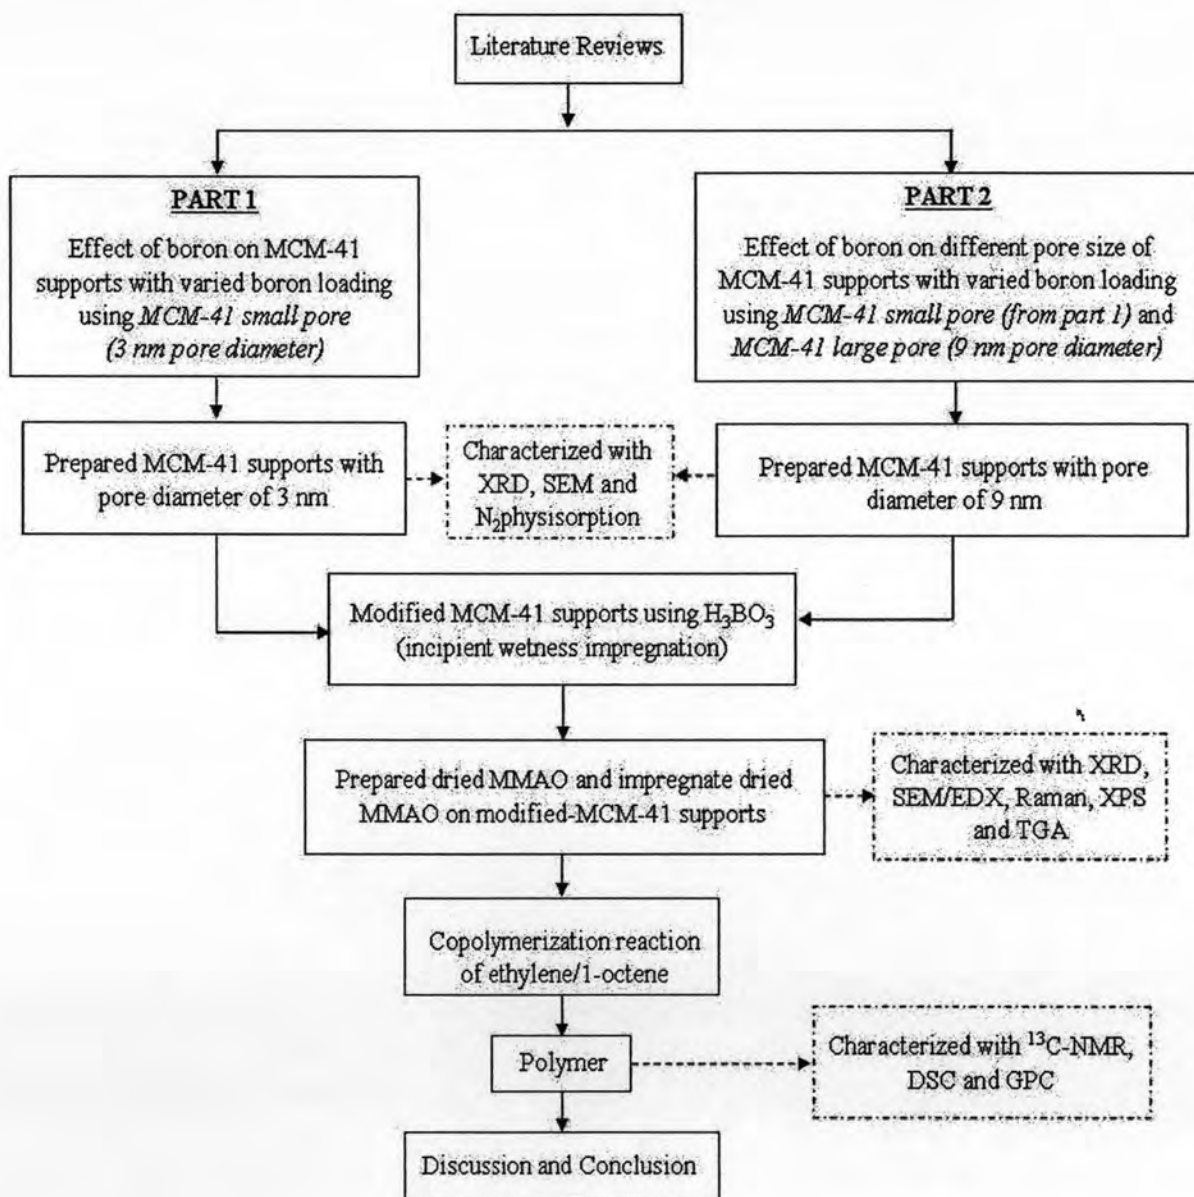 Literature Reviews
PART 1
Effect of boron on MCM-41
supports with varied boron loading
using MCM-41 small pore
(3 nm pore diameter)
PART 2
Effect of boron on different pore size of
MCM-41 supports with varied boron loading
using MCM-41 small pore (from part 1) and
MCM-41 large pore (9 nm pore diameter)
Prepared MCM-41 supports with
pore diameter of 3 nm
Characterized with
XRD, SEM and
N₂physisorption
Prepared MCM-41 supports with pore
diameter of 9 nm
Modified MCM-41 supports using H₃BO₃
(incipient wetness impregnation)
Prepared dried MMAO and impregnate dried
MMAO on modified-MCM-41 supports
Characterized with XRD,
SEM/EDX, Raman, XPS
and TGA
Copolymerization reaction
of ethylene/1-octene
Polymer
Characterized with ¹³C-NMR,
DSC and GPC
Discussion and Conclusion